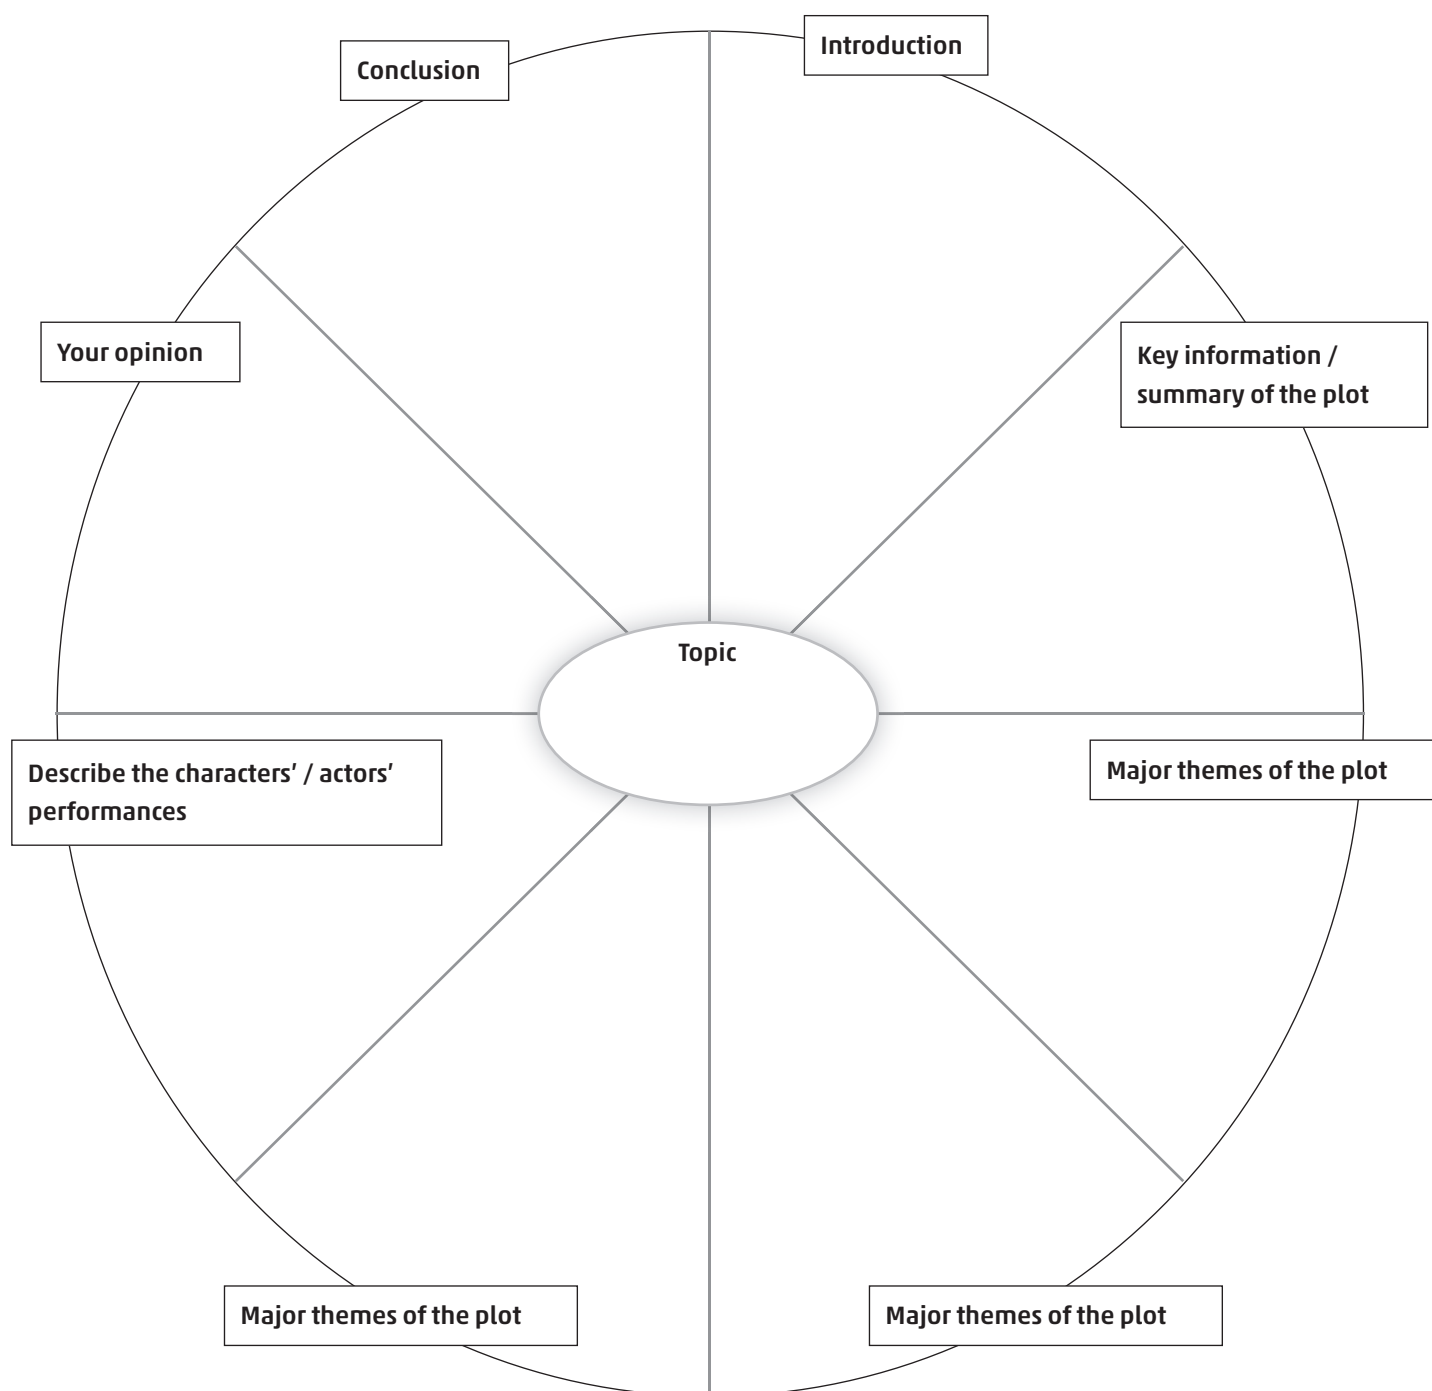 Introduction
Conclusion
Your opinion
Key information /
summary of the plot
Topic
Describe the characters’ / actors’
performances
Major themes of the plot
Major themes of the plot
Major themes of the plot